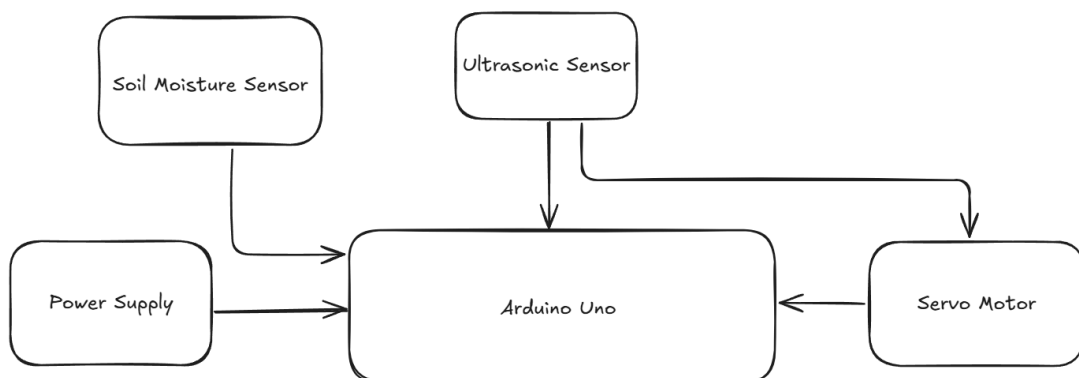 Soil Moisture Sensor
Ultrasonic Sensor
Power Supply
Arduino Uno
Servo Motor